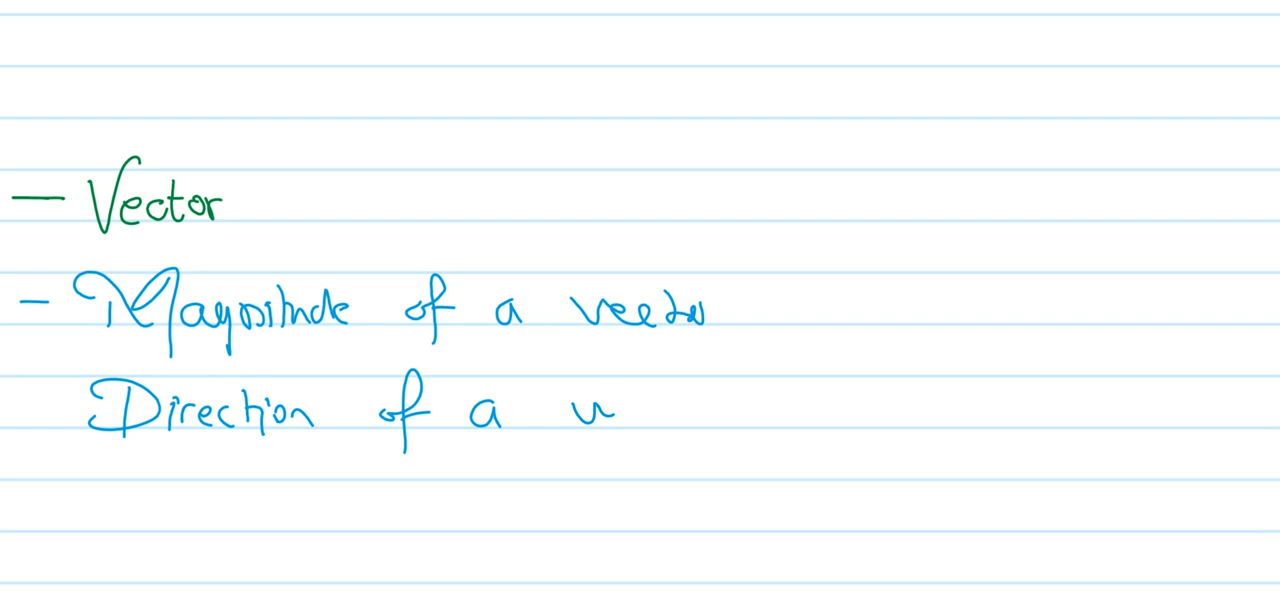 — Vector
- Magnitude of a vector
Direction of a v